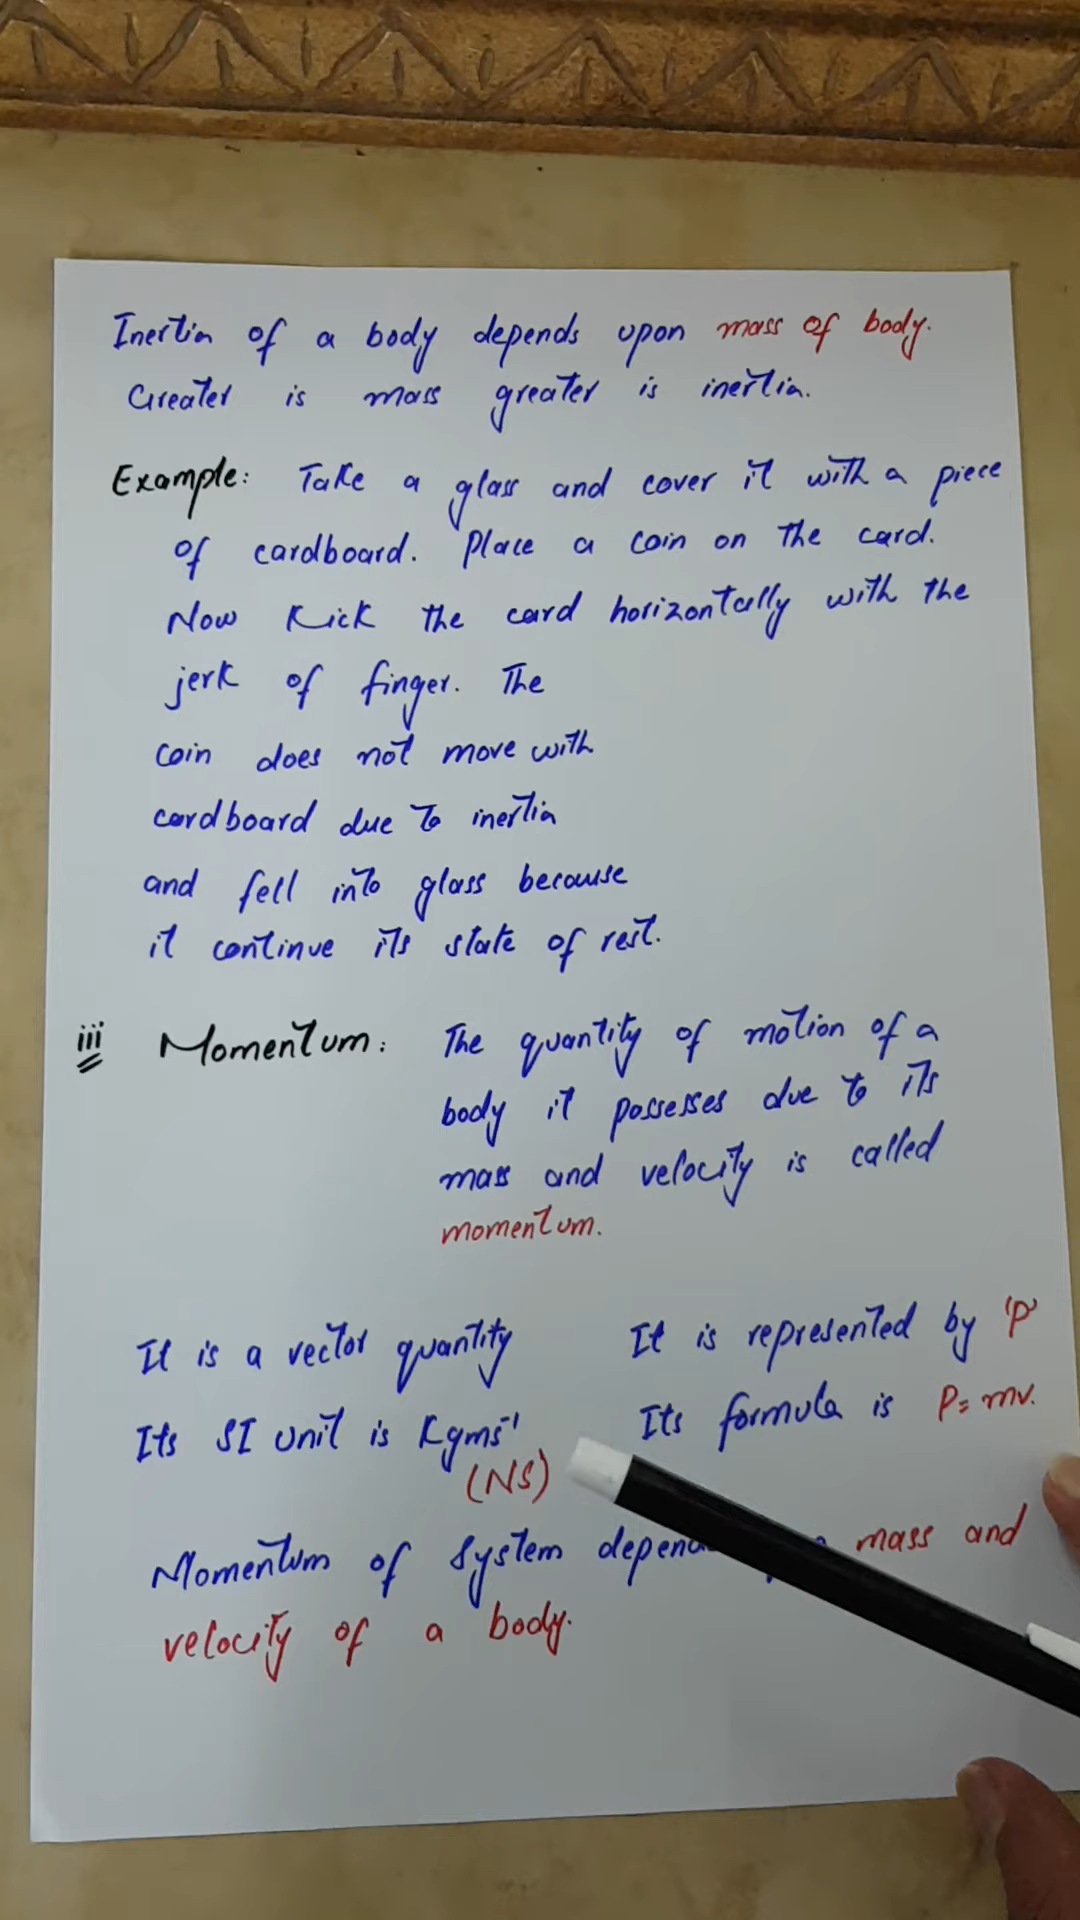 Inertia of a body depends upon mass of body.
Greater is mass greater is inertia.
Example: Take a glass and cover it with a piece
of cardboard. Place a coin on the card.
Now Kick the card horizontally with the
jerk of finger. The
coin does not move with
cardboard due to inertia
and fell into glass because
it continue its state of rest.
iii Momentum: The quantity of motion of a
body it possesses due to its
mass and velocity is called
momentum.
It is a vector quantity It is represented by 'P'
Its SI unit is Kgms⁻¹ Its formula is P=mv.
(NS)
Momentum of System mass and
velocity of a body.